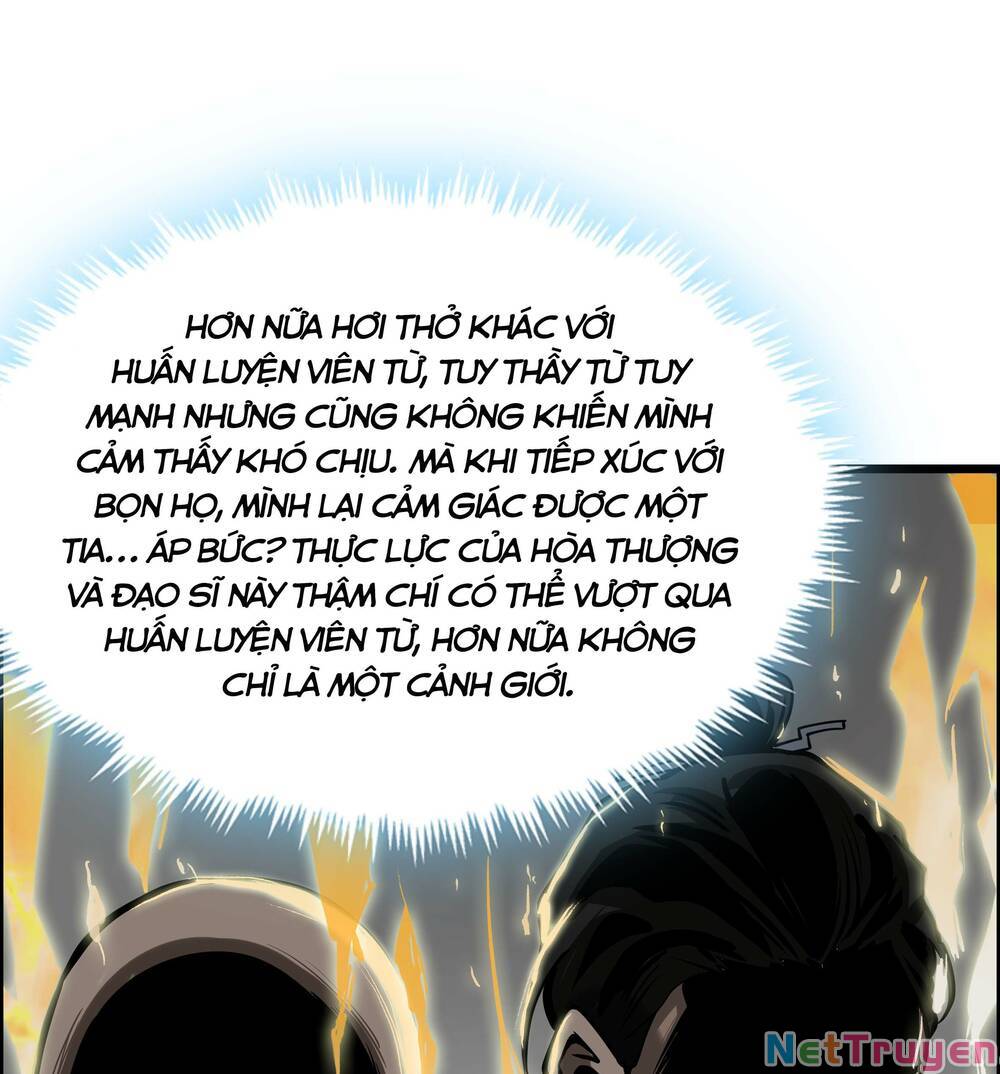 HƠN NỮA HƠI THỞ KHÁC VỚI
HUẤN LUYỆN VIÊN TỪ, TUY THẦY TỪ TUY
MẠNH NHƯNG CŨNG KHÔNG KHIẾN MÌNH
CẢM THẤY KHÓ CHỊU. MÀ KHI TIẾP XÚC VỚI
BỌN HỌ, MÌNH LẠI CẢM GIÁC ĐƯỢC MỘT
TIA... ÁP BỨC? THỰC LỰC CỦA HÒA THƯỢNG
VÀ ĐẠO SĨ NÀY THẬM CHÍ CÓ THỂ VƯỢT QUA
HUẤN LUYỆN VIÊN TỪ, HƠN NỮA KHÔNG
CHỈ LÀ MỘT CẢNH GIỚI.
NetTruyen